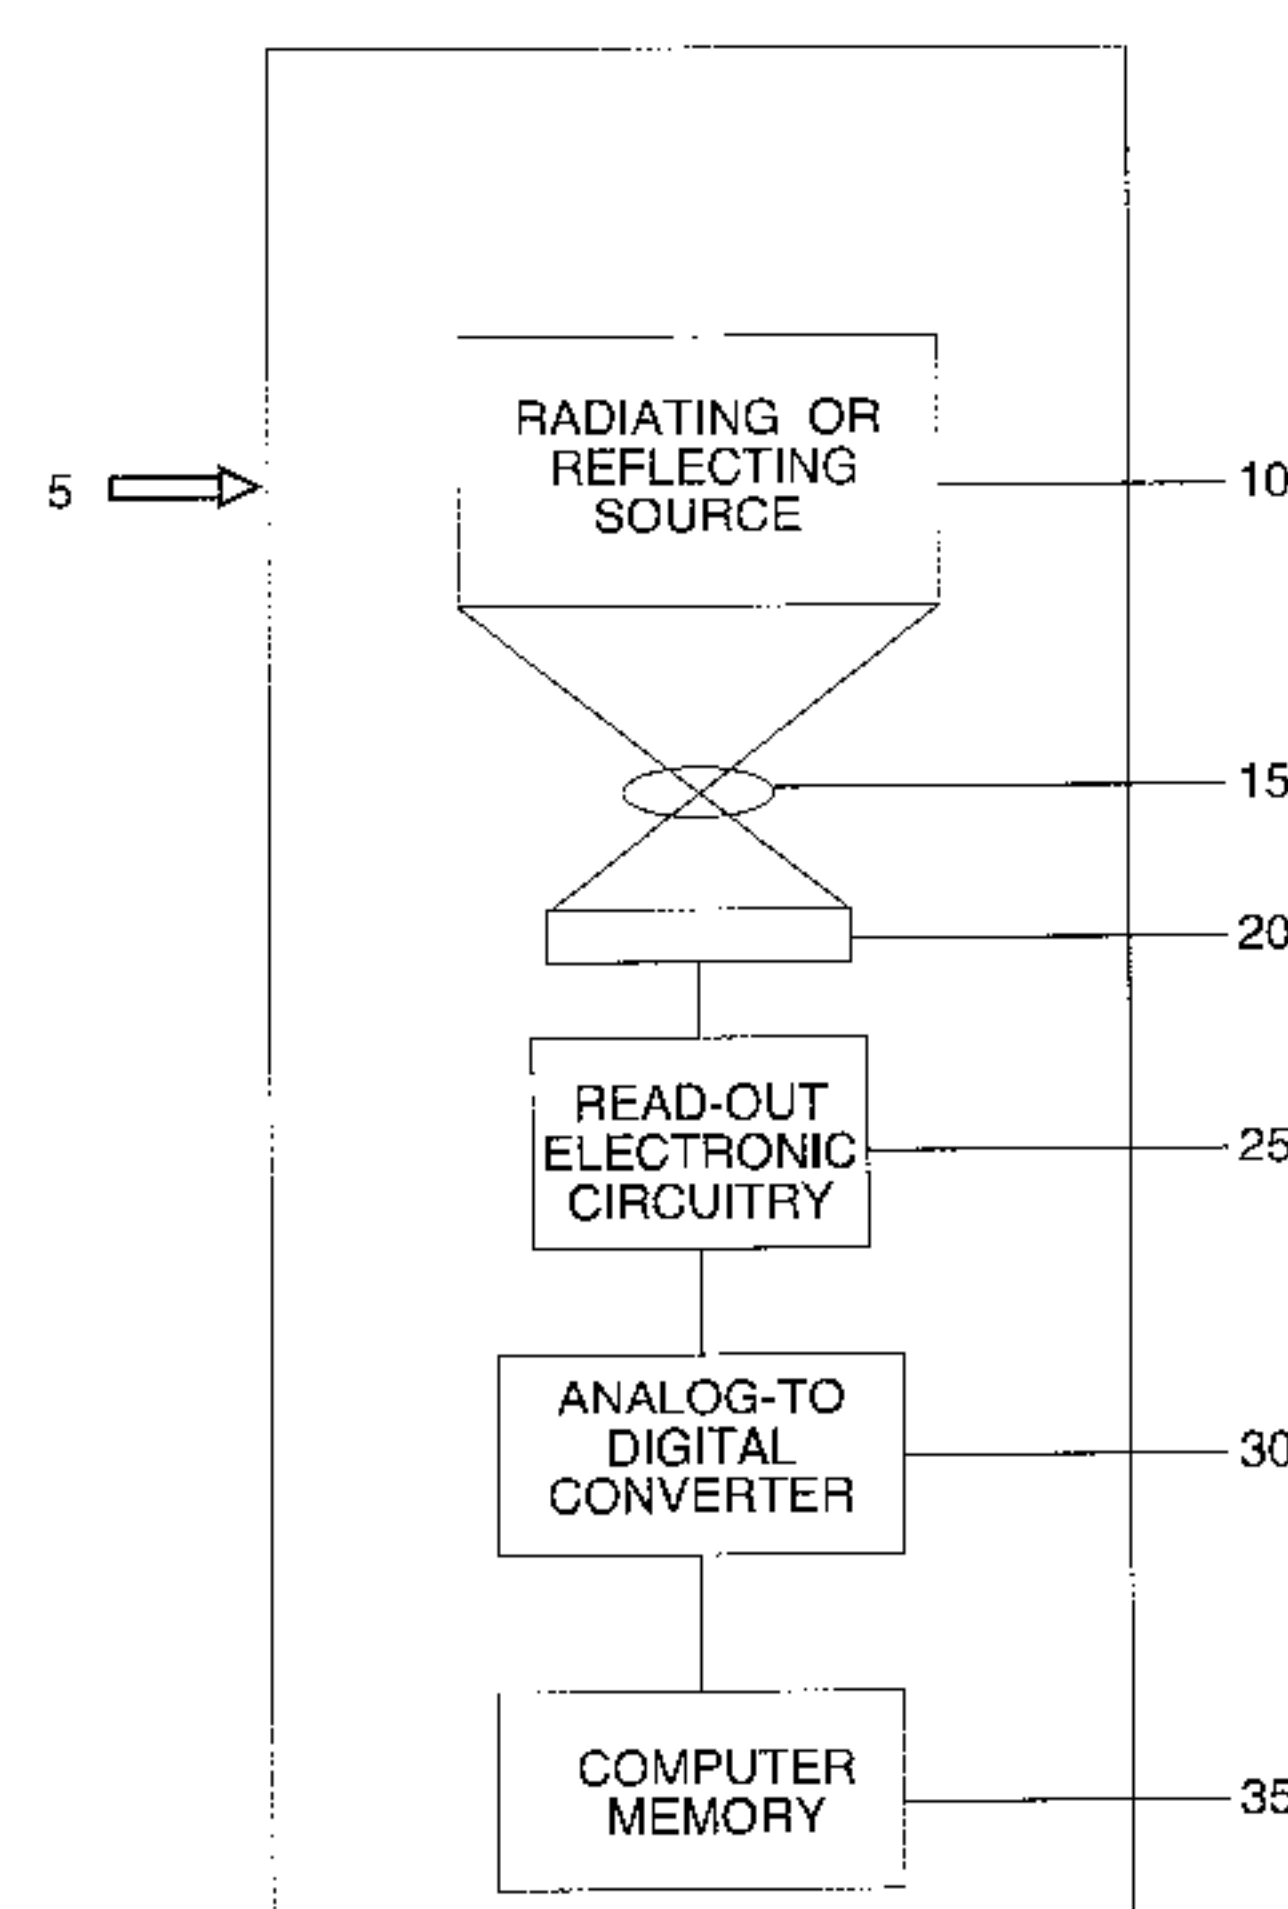 RADIATING OR
REFLECTING
SOURCE
5
10
15
20
READ-OUT
ELECTRONIC
CIRCUITRY
25
ANALOG-TO
DIGITAL
CONVERTER
30
COMPUTER
MEMORY
35